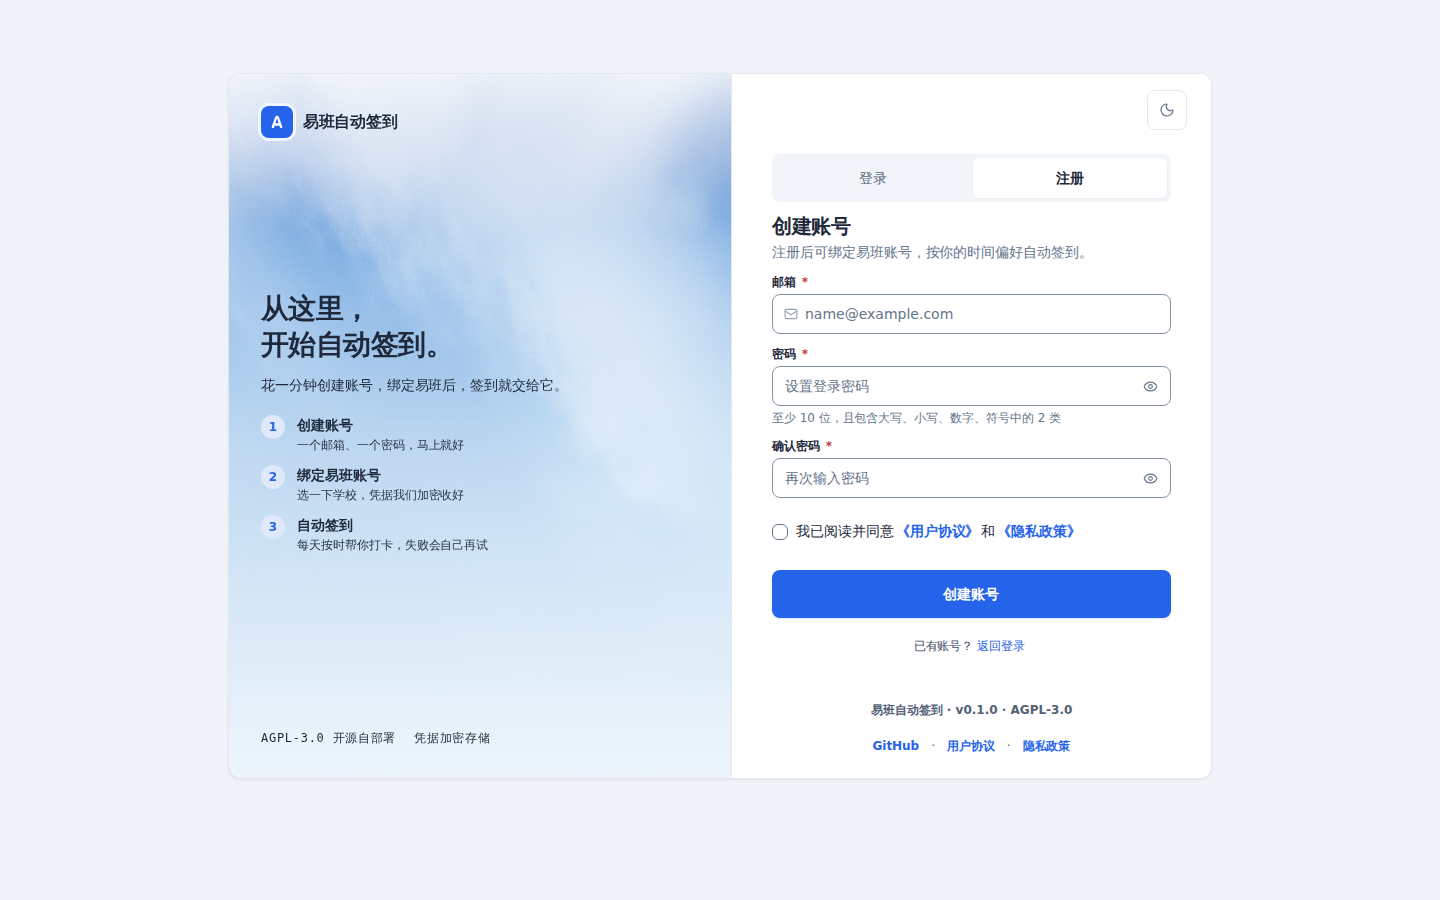 A 易班自动签到
从这里，
开始自动签到。
花一分钟创建账号，绑定易班后，签到就交给它。
1 创建账号
一个邮箱、一个密码，马上就好
2 绑定易班账号
选一下学校，凭据我们加密收好
3 自动签到
每天按时帮你打卡，失败会自己再试
AGPL-3.0 开源自部署 凭据加密存储
登录 注册
创建账号
注册后可绑定易班账号，按你的时间偏好自动签到。
邮箱 *
name@example.com
密码 *
设置登录密码
至少 10 位，且包含大写、小写、数字、符号中的 2 类
确认密码 *
再次输入密码
我已阅读并同意《用户协议》和《隐私政策》
创建账号
已有账号？ 返回登录
易班自动签到 · v0.1.0 · AGPL-3.0
GitHub · 用户协议 · 隐私政策